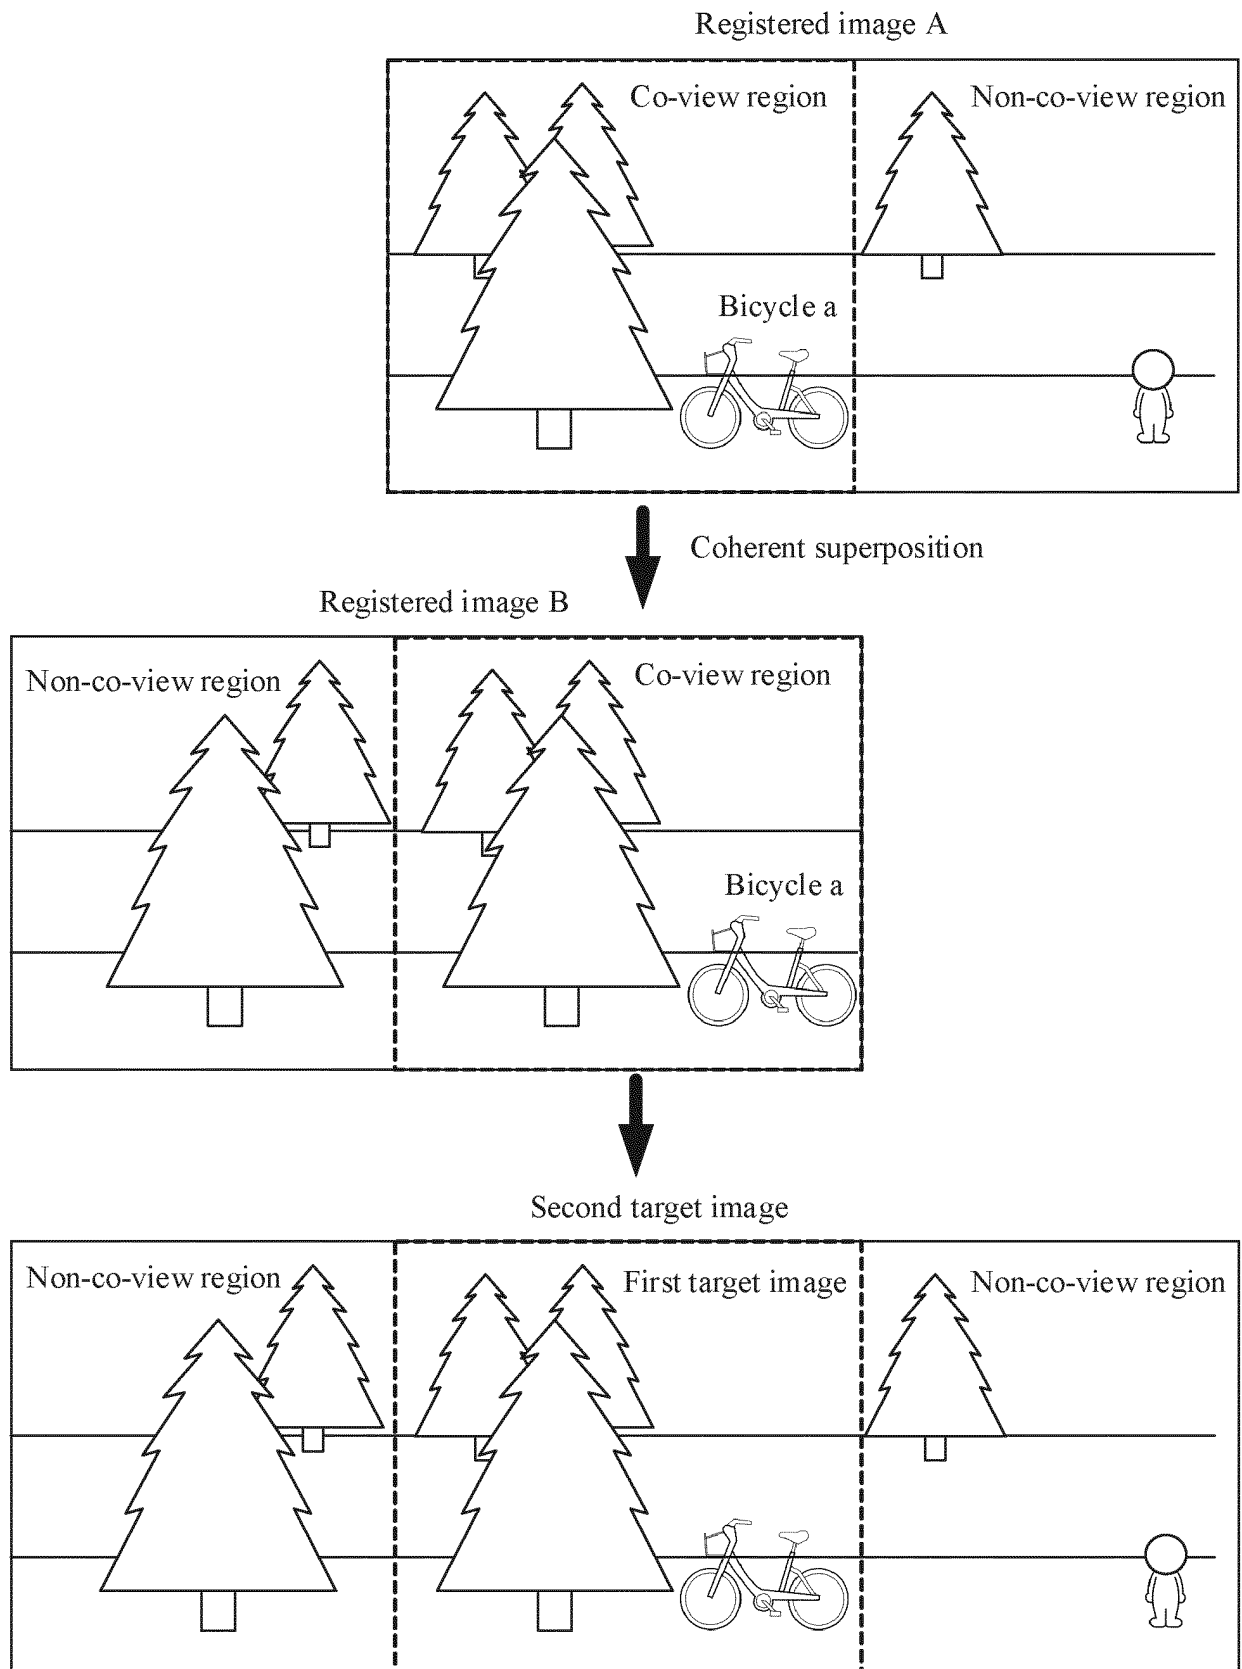 Registered image A
Co-view region
Non-co-view region
Bicycle a
Coherent superposition
Registered image B
Non-co-view region
Co-view region
Bicycle a
Second target image
Non-co-view region
First target image
Non-co-view region